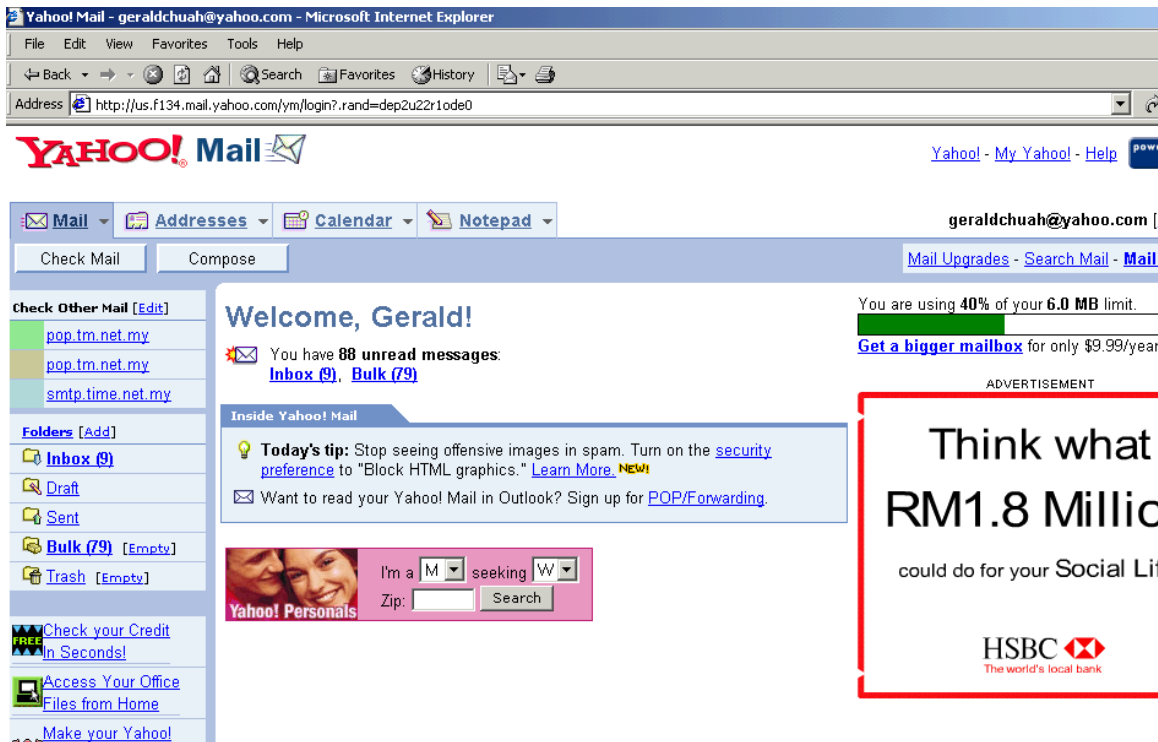 Yahoo! Mail - geraldchuah@yahoo.com - Microsoft Internet Explorer
File Edit View Favorites Tools Help
Back Search Favorites History
Address http://us.f134.mail.yahoo.com/ym/login?.rand=dep2u22r1ode0
YAHOO! Mail
Yahoo! - My Yahoo! - Help
Mail Addresses Calendar Notepad
geraldchuah@yahoo.com [
Check Mail Compose
Mail Upgrades - Search Mail - Mail
Check Other Mail [Edit]
pop.tm.net.my
pop.tm.net.my
smtp.time.net.my
Folders [Add]
Inbox (9)
Draft
Sent
Bulk (79) [Empty]
Trash [Empty]
FREE
Check your Credit
In Seconds!
Access Your Office
Files from Home
Make your Yahoo!
Welcome, Gerald!
You have 88 unread messages:
Inbox (9), Bulk (79)
Inside Yahoo! Mail
Today's tip: Stop seeing offensive images in spam. Turn on the security
preference to "Block HTML graphics." Learn More. NEW!
Want to read your Yahoo! Mail in Outlook? Sign up for POP/Forwarding.
Yahoo! Personals
I'm a M seeking W
Zip: Search
You are using 40% of your 6.0 MB limit.
Get a bigger mailbox for only $9.99/year
ADVERTISEMENT
Think what
RM1.8 Millio
could do for your Social Lif
HSBC
The world's local bank